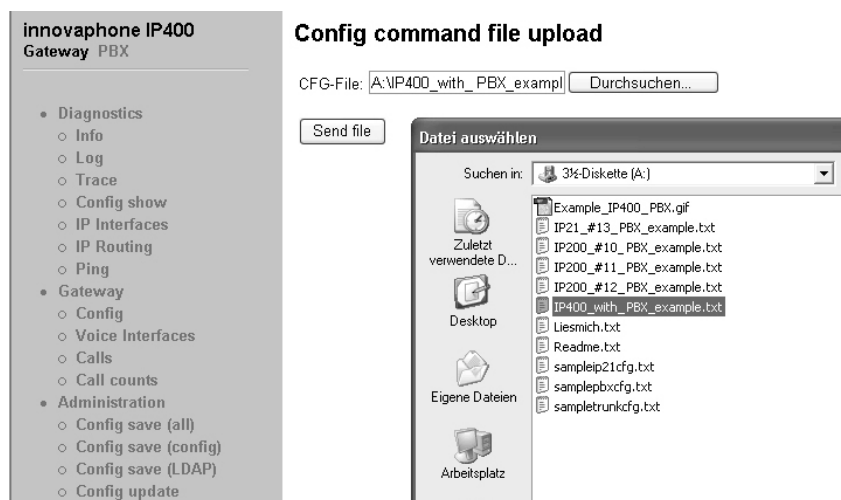 innovaphone IP400
Gateway PBX
Diagnostics
Info
Log
Trace
Config show
IP Interfaces
IP Routing
Ping
Gateway
Config
Voice Interfaces
Calls
Call counts
Administration
Config save (all)
Config save (config)
Config save (LDAP)
Config update
Config command file upload
CFG-File: A:\IP400_with_ PBX_exampl Durchsuchen...
Send file
Datei auswählen
Suchen in: 3½-Diskette (A:)
Zuletzt
verwendete D...
Desktop
Eigene Dateien
Arbeitsplatz
Example_IP400_PBX.gif
IP21_#13_PBX_example.txt
IP200_#10_PBX_example.txt
IP200_#11_PBX_example.txt
IP200_#12_PBX_example.txt
IP400_with_PBX_example.txt
Liesmich.txt
Readme.txt
sampleip21cfg.txt
samplepbxcfg.txt
sampletrunkcfg.txt